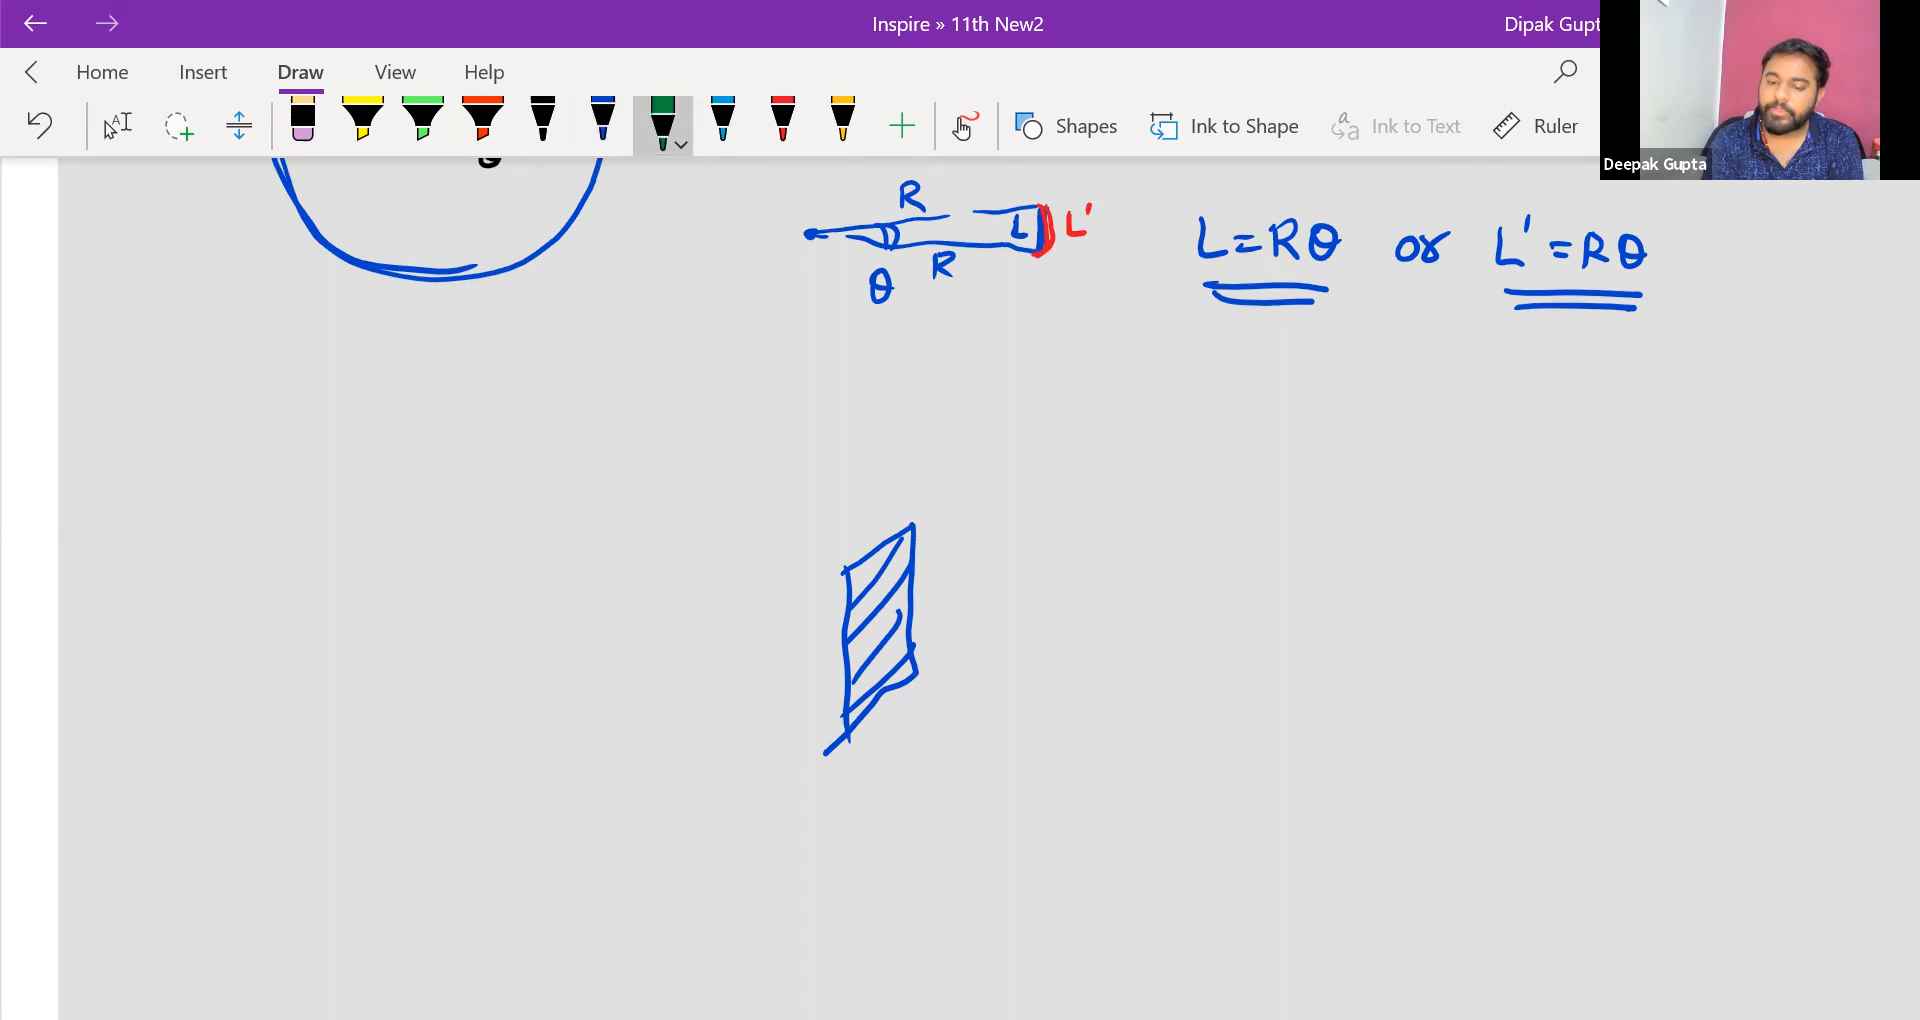 Inspire » 11th New2
Dipak Gupt
Home Insert Draw View Help
Shapes Ink to Shape Ink to Text Ruler
Deepak Gupta
R
L L'
R
θ
L=Rθ or L'=Rθ